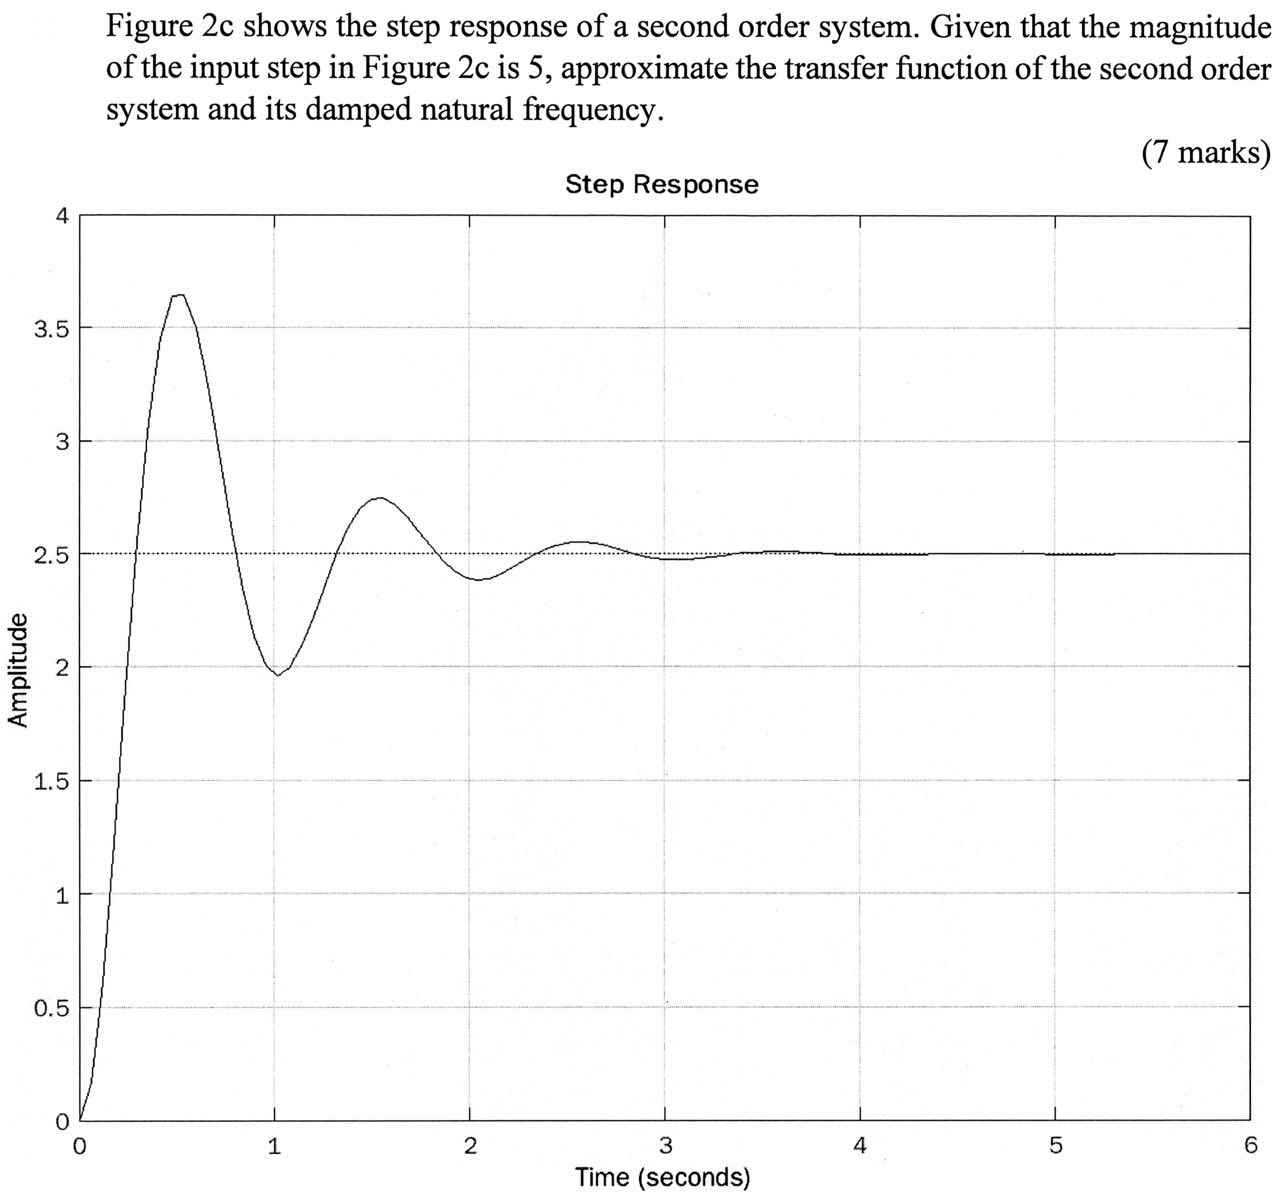 Figure 2c shows the step response of a second order system. Given that the magnitude
of the input step in Figure 2c is 5, approximate the transfer function of the second order
system and its damped natural frequency.
(7 marks)
Step Response
4
3.5
3
2.5
2
1.5
1
0.5
0
Amplitude
0 1 2 3 4 5 6
Time (seconds)